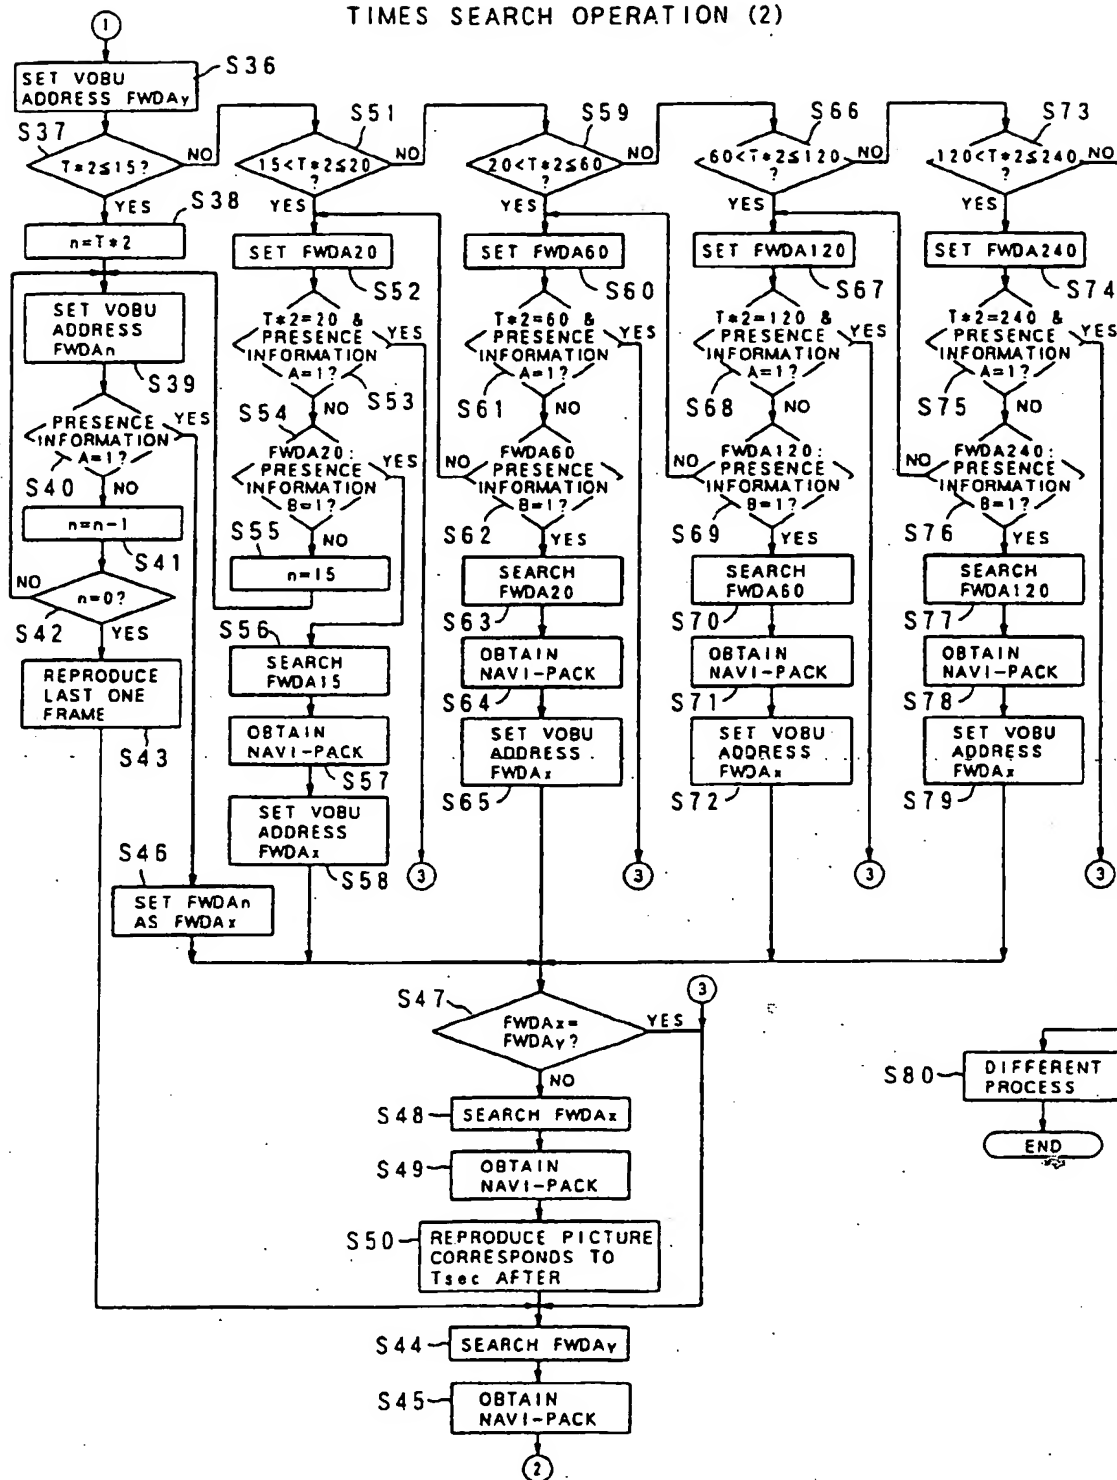 TIMES SEARCH OPERATION (2)
1
SET VOBU
ADDRESS FWDAy
S36
S37
T*2≤15?
NO
YES
S38
n=T*2
SET VOBU
ADDRESS
FWDAn
S39
PRESENCE
INFORMATION
A=1?
YES
S40
NO
n=n-1
S41
NO
n=0?
S42
YES
REPRODUCE
LAST ONE
FRAME
S43
S46
SET FWDAn
AS FWDAx
S51
15<T*2≤20
?
NO
YES
SET FWDA20
S52
T*2=20 &
PRESENCE
INFORMATION
A=1?
YES
S53
NO
S54
FWDA20:
PRESENCE
INFORMATION
B=1?
YES
S55
NO
n=15
S56
SEARCH
FWDA15
OBTAIN
NAVI-PACK
S57
SET VOBU
ADDRESS
FWDAx
S58
3
S59
20<T*2≤60
?
NO
YES
SET FWDA60
S60
T*2=60 &
PRESENCE
INFORMATION
A=1?
YES
S61
NO
NO
FWDA60
PRESENCE
INFORMATION
B=1?
S62
YES
SEARCH
FWDA20
S63
OBTAIN
NAVI-PACK
S64
SET VOBU
ADDRESS
FWDAx
S65
3
S66
60<T*2≤120
?
NO
YES
SET FWDA120
S67
T*2=120 &
PRESENCE
INFORMATION
A=1?
YES
S68
NO
NO
FWDA120:
PRESENCE
INFORMATION
B=1?
S69
YES
SEARCH
FWDA60
S70
OBTAIN
NAVI-PACK
S71
SET VOBU
ADDRESS
FWDAx
S72
3
S73
120<T*2≤240
?
NO
YES
SET FWDA240
S74
T*2=240 &
PRESENCE
INFORMATION
A=1?
YES
S75
NO
NO
FWDA240:
PRESENCE
INFORMATION
B=1?
S76
YES
SEARCH
FWDA120
S77
OBTAIN
NAVI-PACK
S78
SET VOBU
ADDRESS
FWDAx
S79
3
S47
FWDAx=
FWDAy?
YES
3
NO
S48
SEARCH FWDAx
S49
OBTAIN
NAVI-PACK
S50
REPRODUCE PICTURE
CORRESPONDS TO
Tsec AFTER
S44
SEARCH FWDAy
S45
OBTAIN
NAVI-PACK
2
S80
DIFFERENT
PROCESS
END